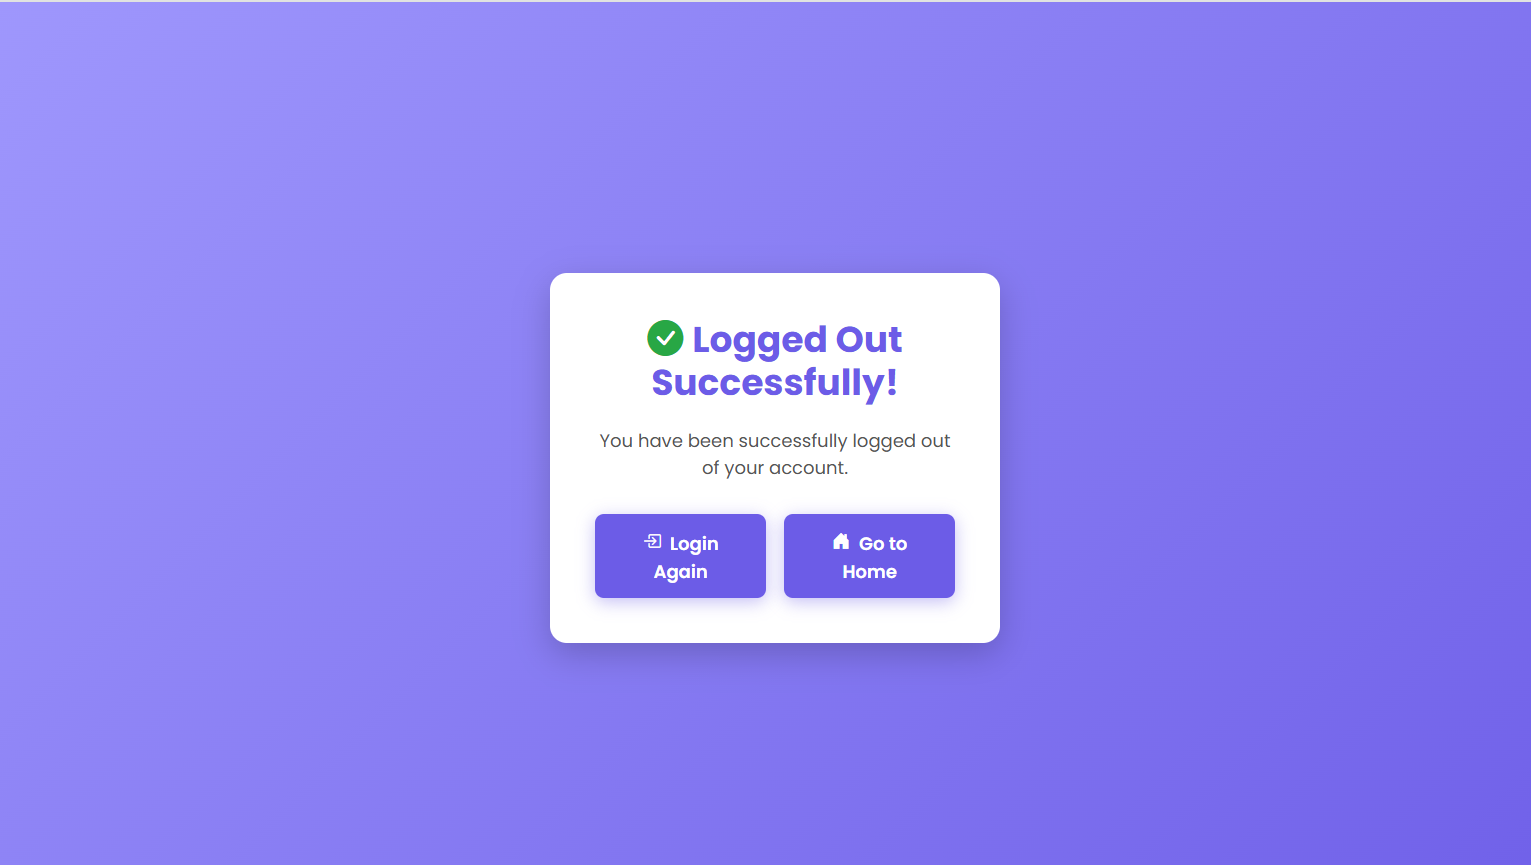 Logged Out
Successfully!
You have been successfully logged out
of your account.
Login
Again
Go to
Home